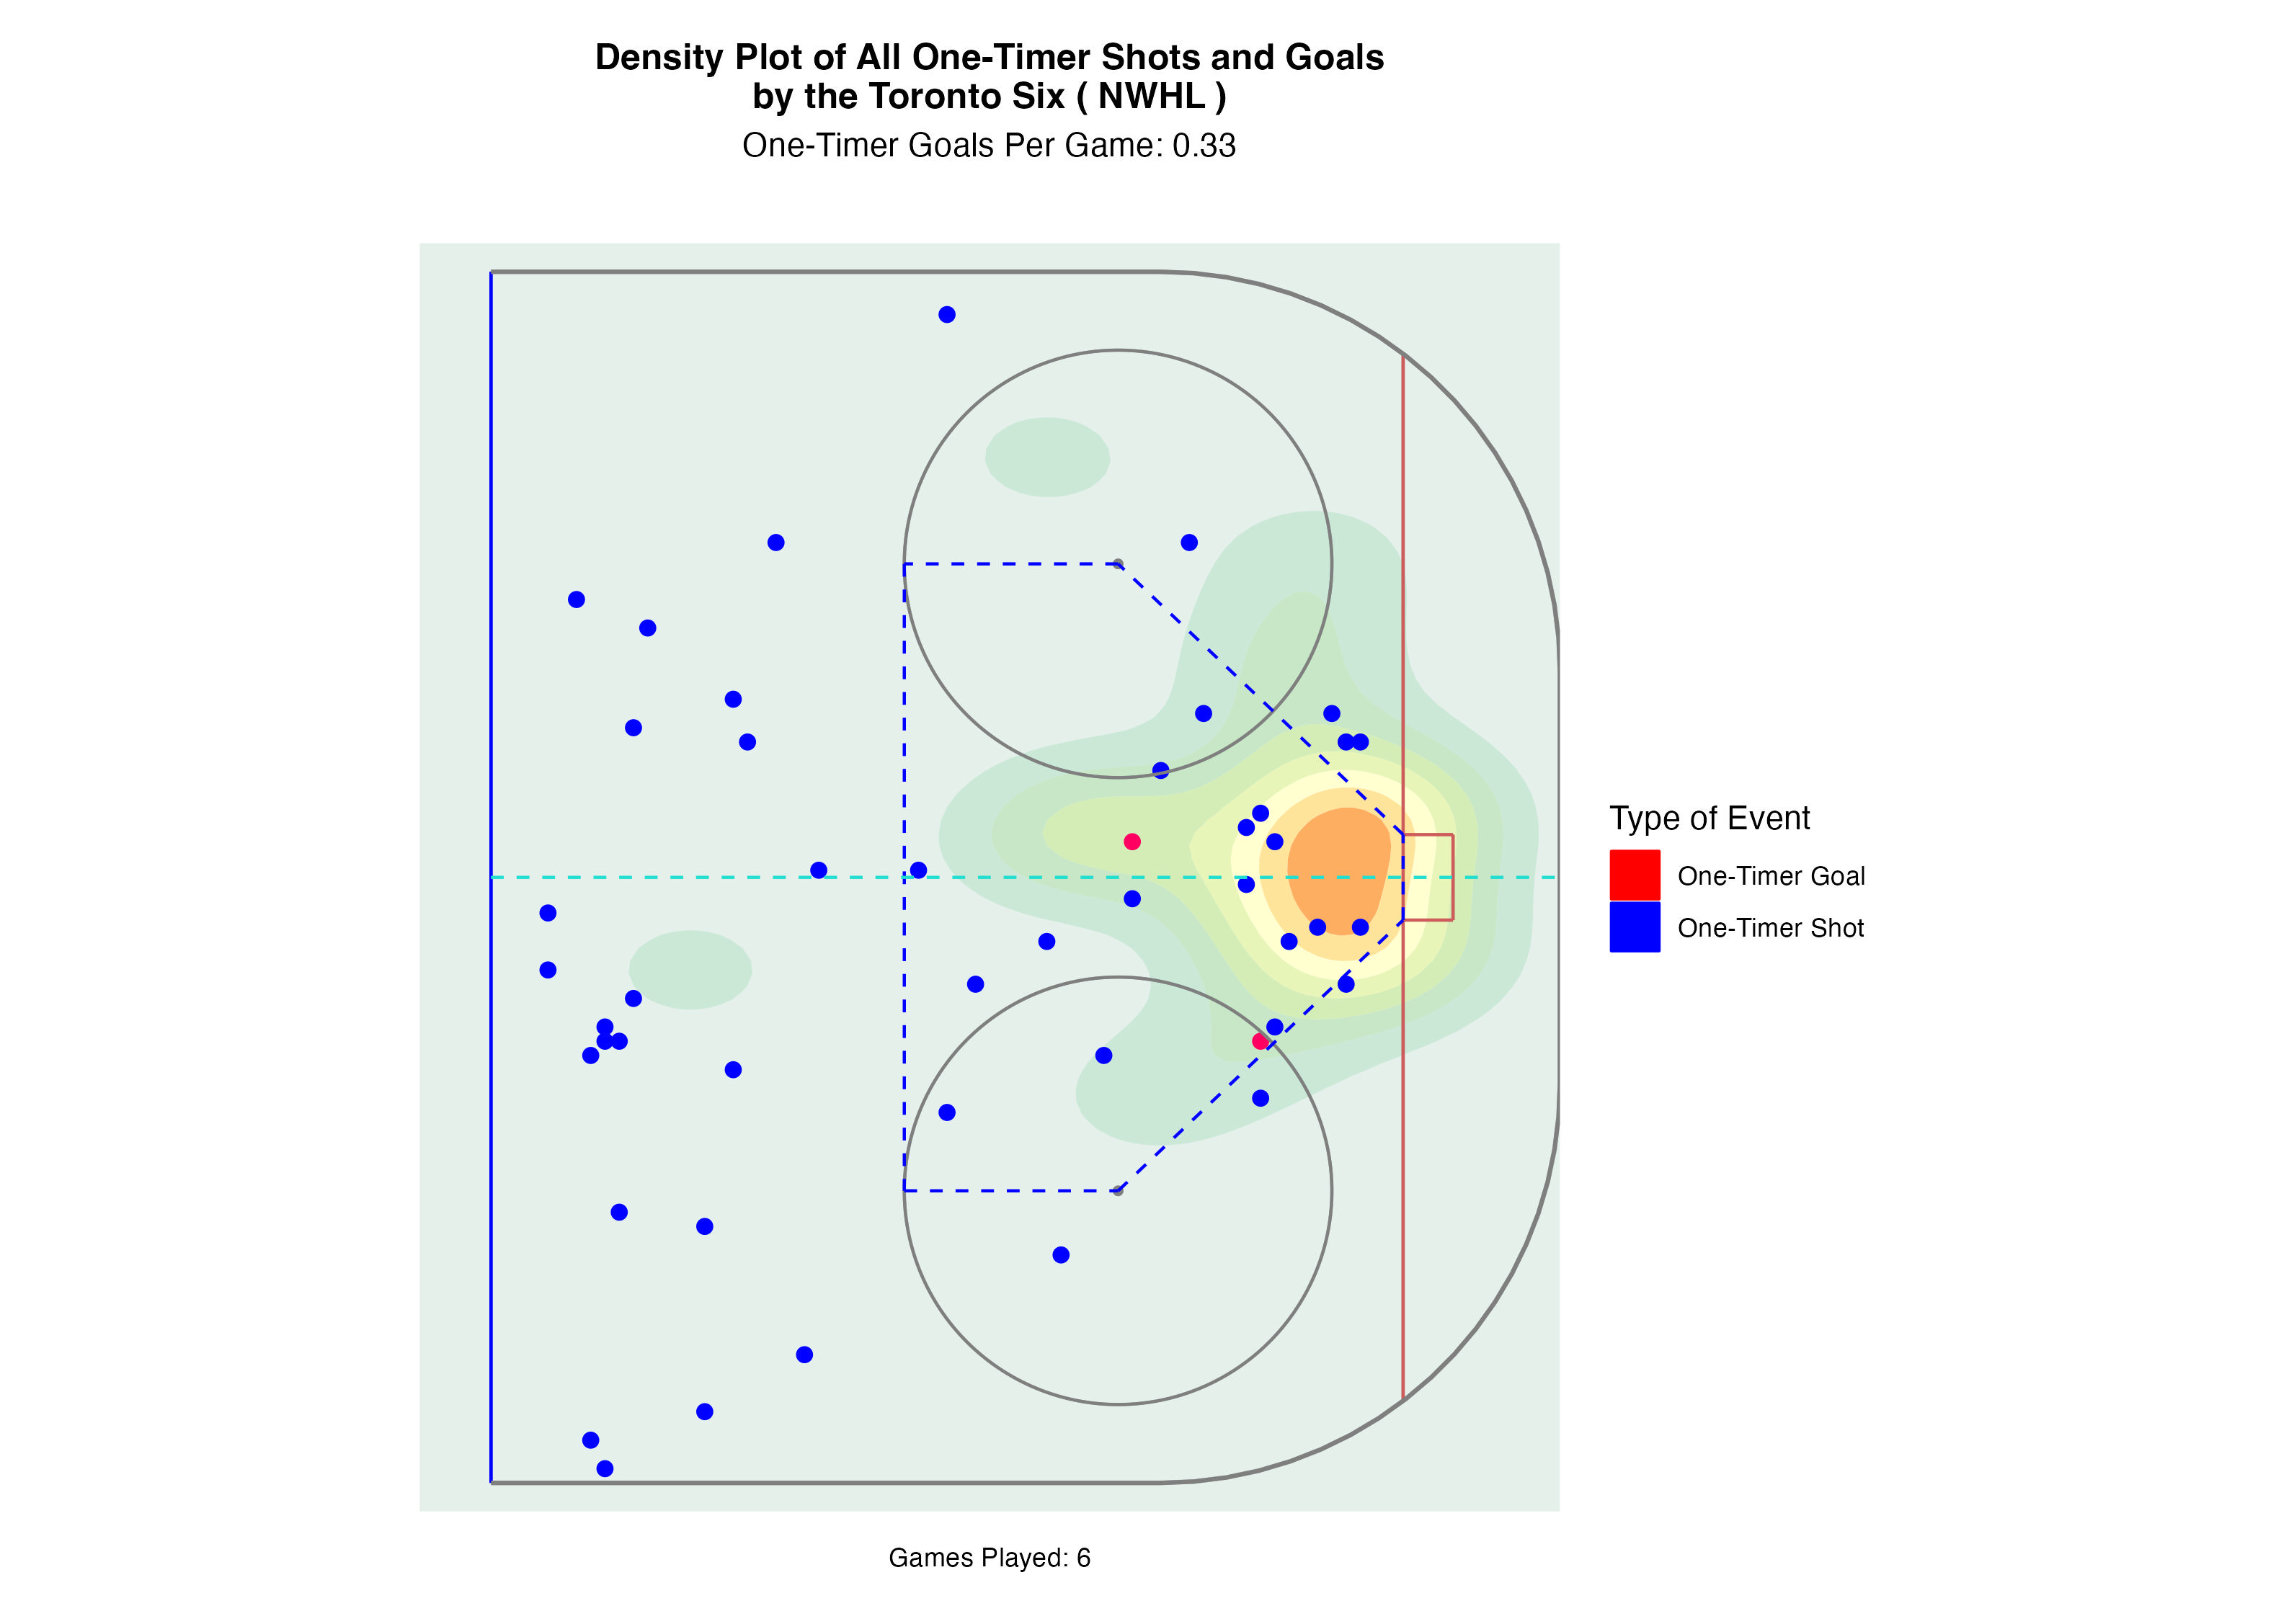 Density Plot of All One-Timer Shots and Goals
by the Toronto Six ( NWHL )
One-Timer Goals Per Game: 0.33
Type of Event
One-Timer Goal
One-Timer Shot
Games Played: 6